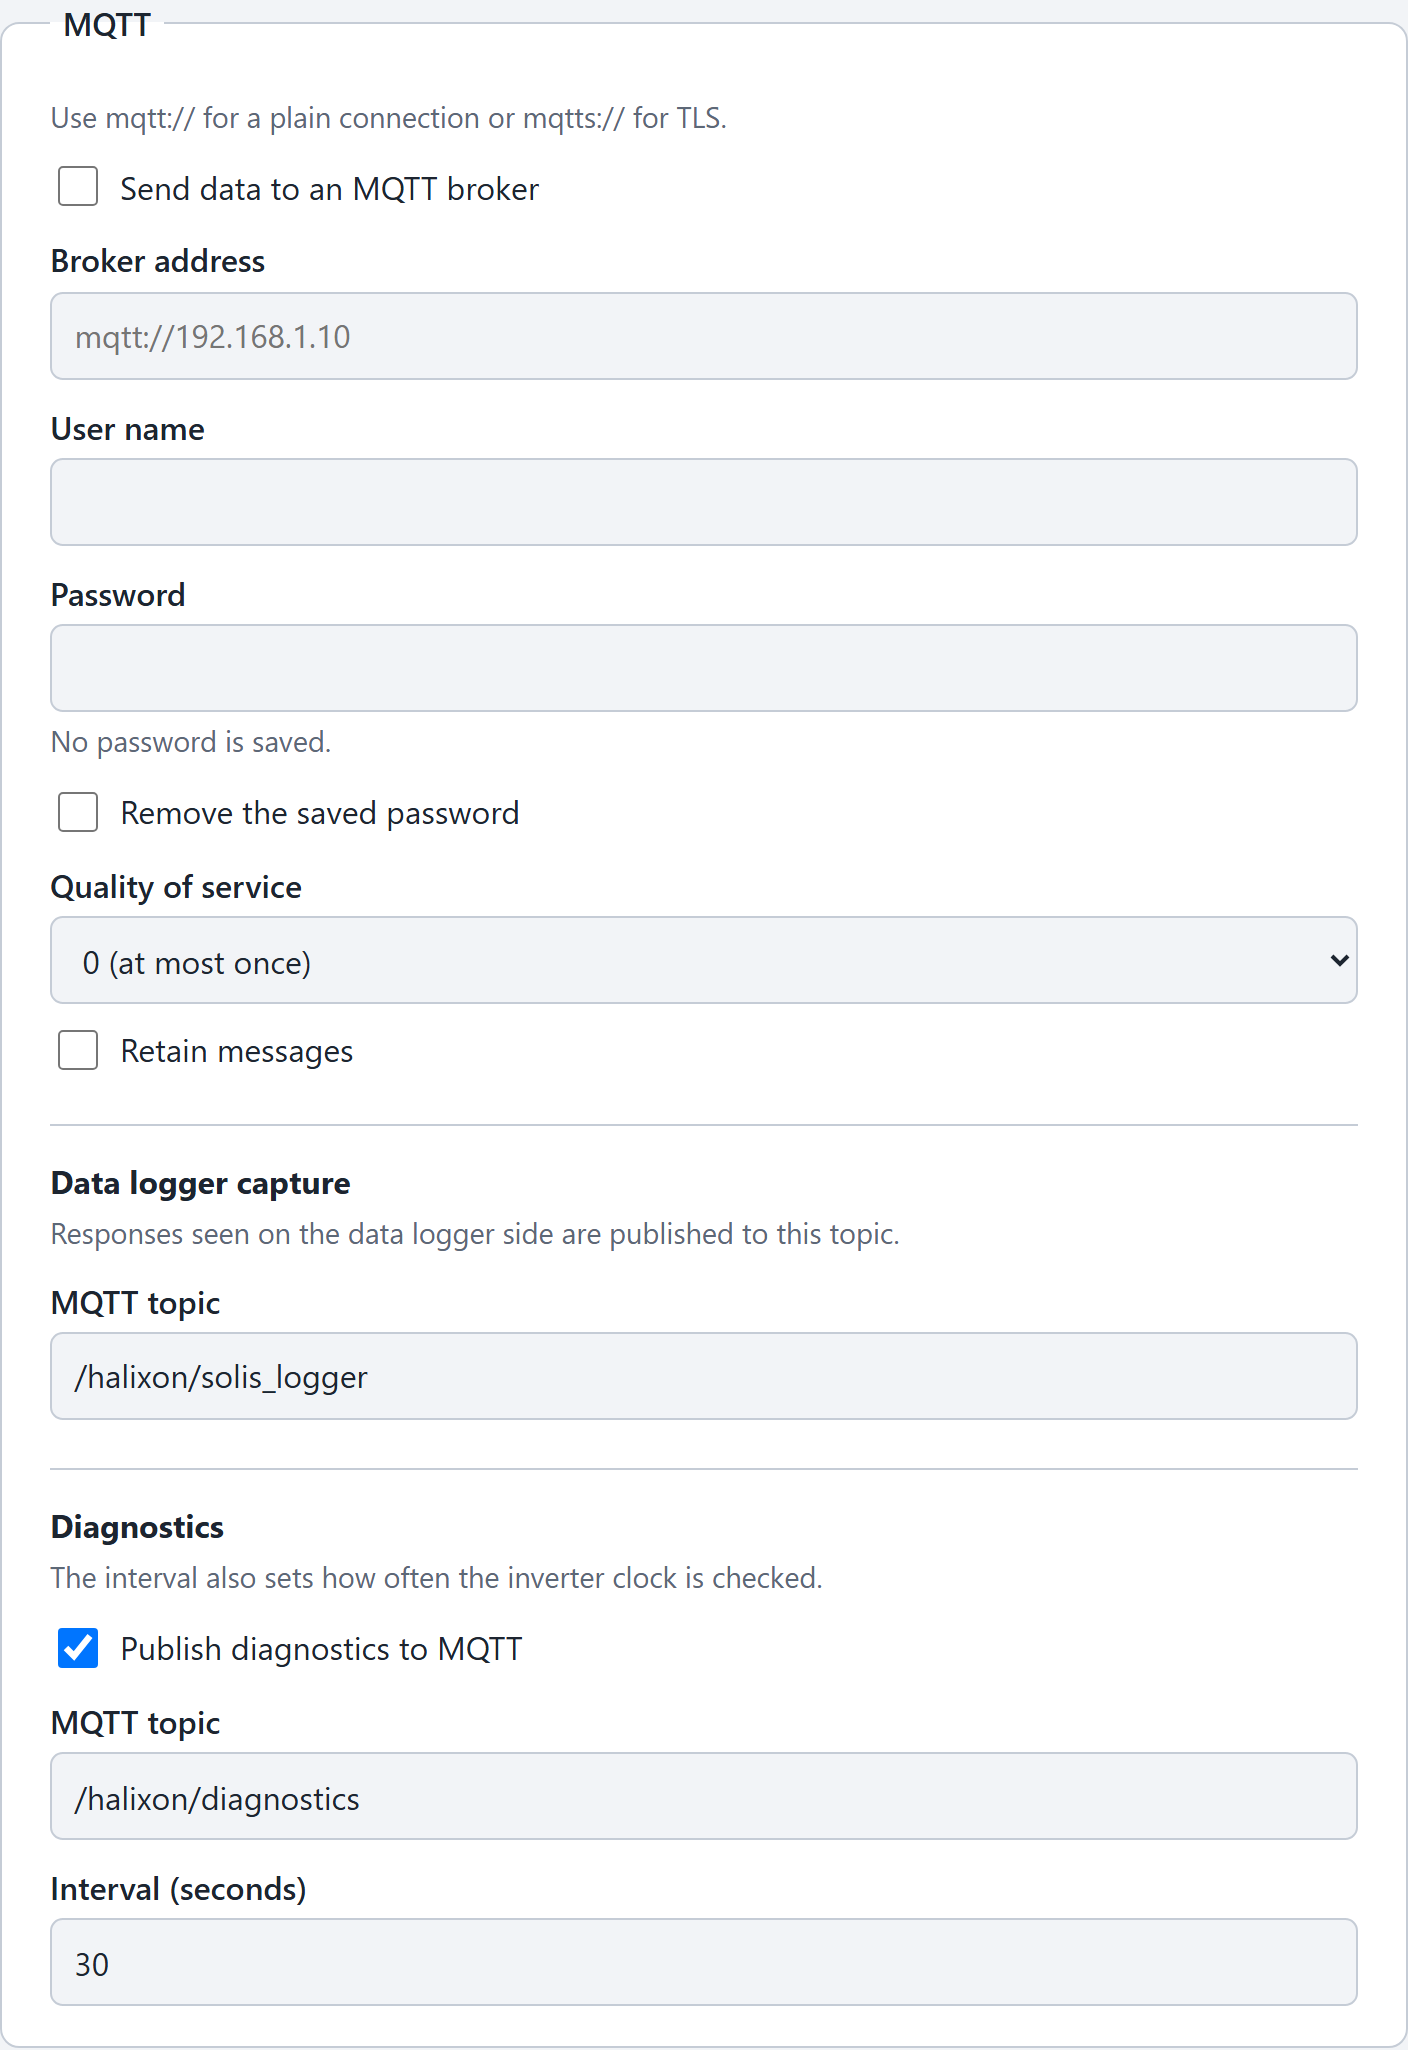 MQTT
Use mqtt:// for a plain connection or mqtts:// for TLS.
Send data to an MQTT broker
Broker address
mqtt://192.168.1.10
User name
Password
No password is saved.
Remove the saved password
Quality of service
0 (at most once)
Retain messages
Data logger capture
Responses seen on the data logger side are published to this topic.
MQTT topic
/halixon/solis_logger
Diagnostics
The interval also sets how often the inverter clock is checked.
Publish diagnostics to MQTT
MQTT topic
/halixon/diagnostics
Interval (seconds)
30